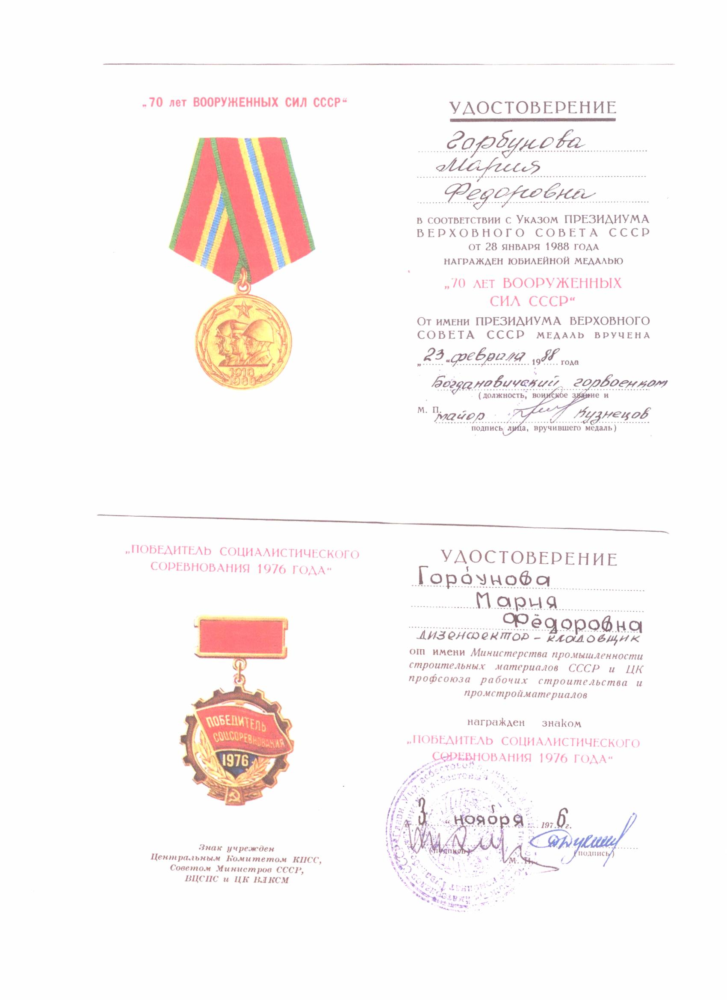 „70 лет ВООРУЖЕННЫХ СИЛ СССР“
1918
1988
УДОСТОВЕРЕНИЕ
Горбунова
Мария
Федоровна
в соответствии с Указом ПРЕЗИДИУМА
ВЕРХОВНОГО СОВЕТА СССР
от 28 января 1988 года
награжден юбилейной медалью
„70 лет ВООРУЖЕННЫХ
СИЛ СССР“
От имени ПРЕЗИДИУМА ВЕРХОВНОГО
СОВЕТА СССР медаль вручена
„23“ февраля 1988 года
Богдановичский горвоенком
(должность, воинское звание и
М. П.
майор Кузнецов
подпись лица, вручившего медаль)
„ПОБЕДИТЕЛЬ СОЦИАЛИСТИЧЕСКОГО
СОРЕВНОВАНИЯ 1976 ГОДА“
ПОБЕДИТЕЛЬ
СОЦСОРЕВНОВАНИЯ
1976
Знак учрежден
Центральным Комитетом КПСС,
Советом Министров СССР,
ВЦСПС и ЦК ВЛКСМ
УДОСТОВЕРЕНИЕ
Горбунова
Мария
Фёдоровна
дизенфектор - кладовщик
от имени Министерства промышленности
строительных материалов СССР и ЦК
профсоюза рабочих строительства и
промстройматериалов
награжден знаком
„ПОБЕДИТЕЛЬ СОЦИАЛИСТИЧЕСКОГО
СОРЕВНОВАНИЯ 1976 ГОДА“
„3“ ноября 1976 г.
(подпись)
(подпись)
М. П.